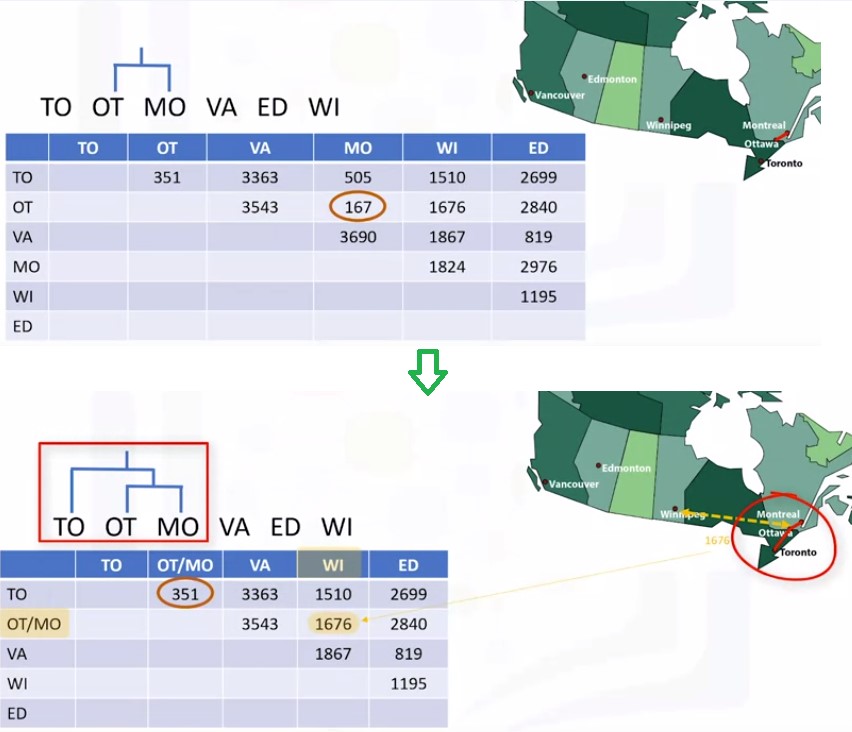 TO OT MO VA ED WI
Edmonton
Vancouver
Winnipeg
Montreal
Ottawa
Toronto
TO OT VA MO WI ED
TO 351 3363 505 1510 2699
OT 3543 167 1676 2840
VA 3690 1867 819
MO 1824 2976
WI 1195
ED
TO OT MO VA ED WI
Edmonton
Vancouver
Winnipeg
Montreal
Ottawa
Toronto
1676
TO OT/MO VA WI ED
TO 351 3363 1510 2699
OT/MO 3543 1676 2840
VA 1867 819
WI 1195
ED